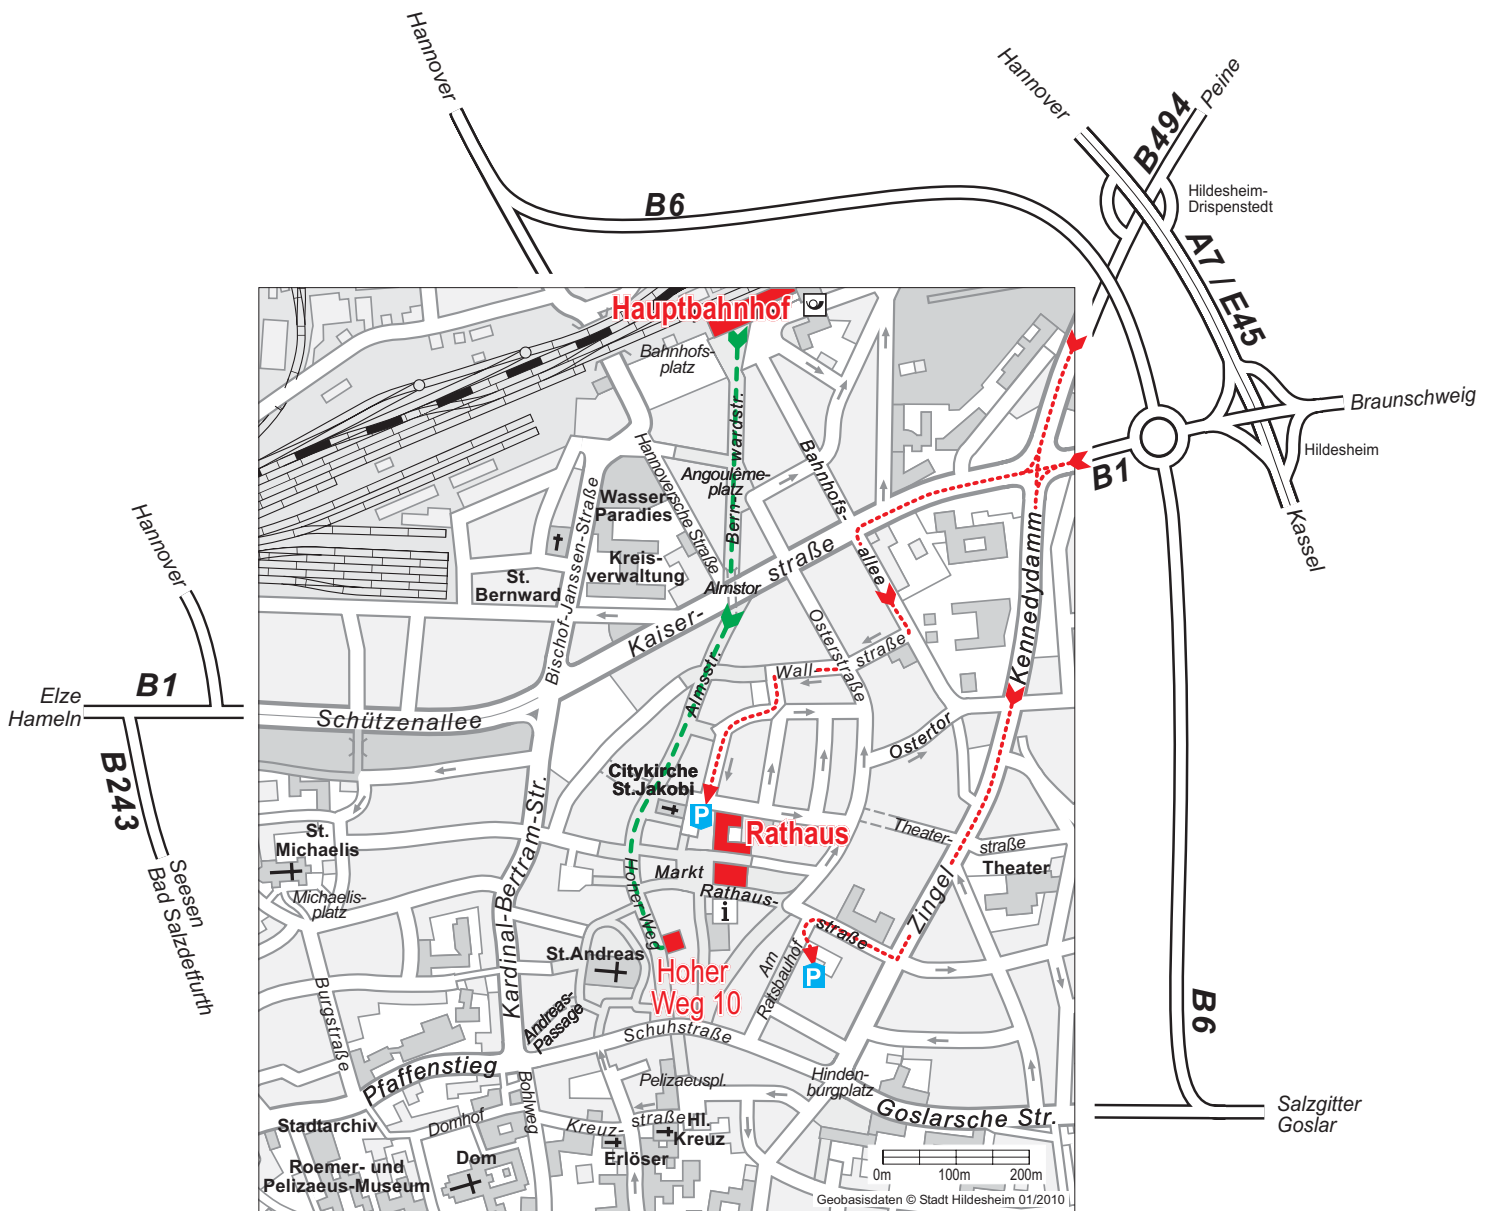 Hannover
Hannover
Peine
B494
B6
Hildesheim-
Drispenstedt
A7 / E45
Hauptbahnhof
Bahnhofs-
platz
Bern-
wardstr.
Braunschweig
Hildesheim
B1
Kassel
Hannoversche Straße
Angoulême-
platz
Bahnhofs-
allee
Wasser-
Paradies
Kreis-
verwaltung
St.
Bernward
Bischof-Janssen-Straße
Almstor
Kaiser-
straße
Kennedydamm
Hannover
Elze
Hameln
B1
B243
Seesen
Bad Salzdetfurth
Schützenallee
Almsstr.
Osterstraße
Wall-
straße
Ostertor
Citykirche
St.Jakobi
P
Rathaus
Theater-
straße
Theater
St.
Michaelis
Michaelis-
platz
Kardinal-Bertram-Str.
Markt
Rathaus-
straße
i
Hoher Weg
Zingel
St.Andreas
Hoher
Weg 10
Am
Ratsbauhof
P
Andreas-
Passage
Burgstraße
Schuhstraße
Pfaffenstieg
Bohlweg
Pelizaeuspl.
Hinden-
burgplatz
Goslarsche Str.
B6
Salzgitter
Goslar
Stadtarchiv
Domhof
Kreuz-
straße
Hl.
Kreuz
Erlöser
Dom
Roemer- und
Pelizaeus-Museum
0m 100m 200m
Geobasisdaten © Stadt Hildesheim 01/2010